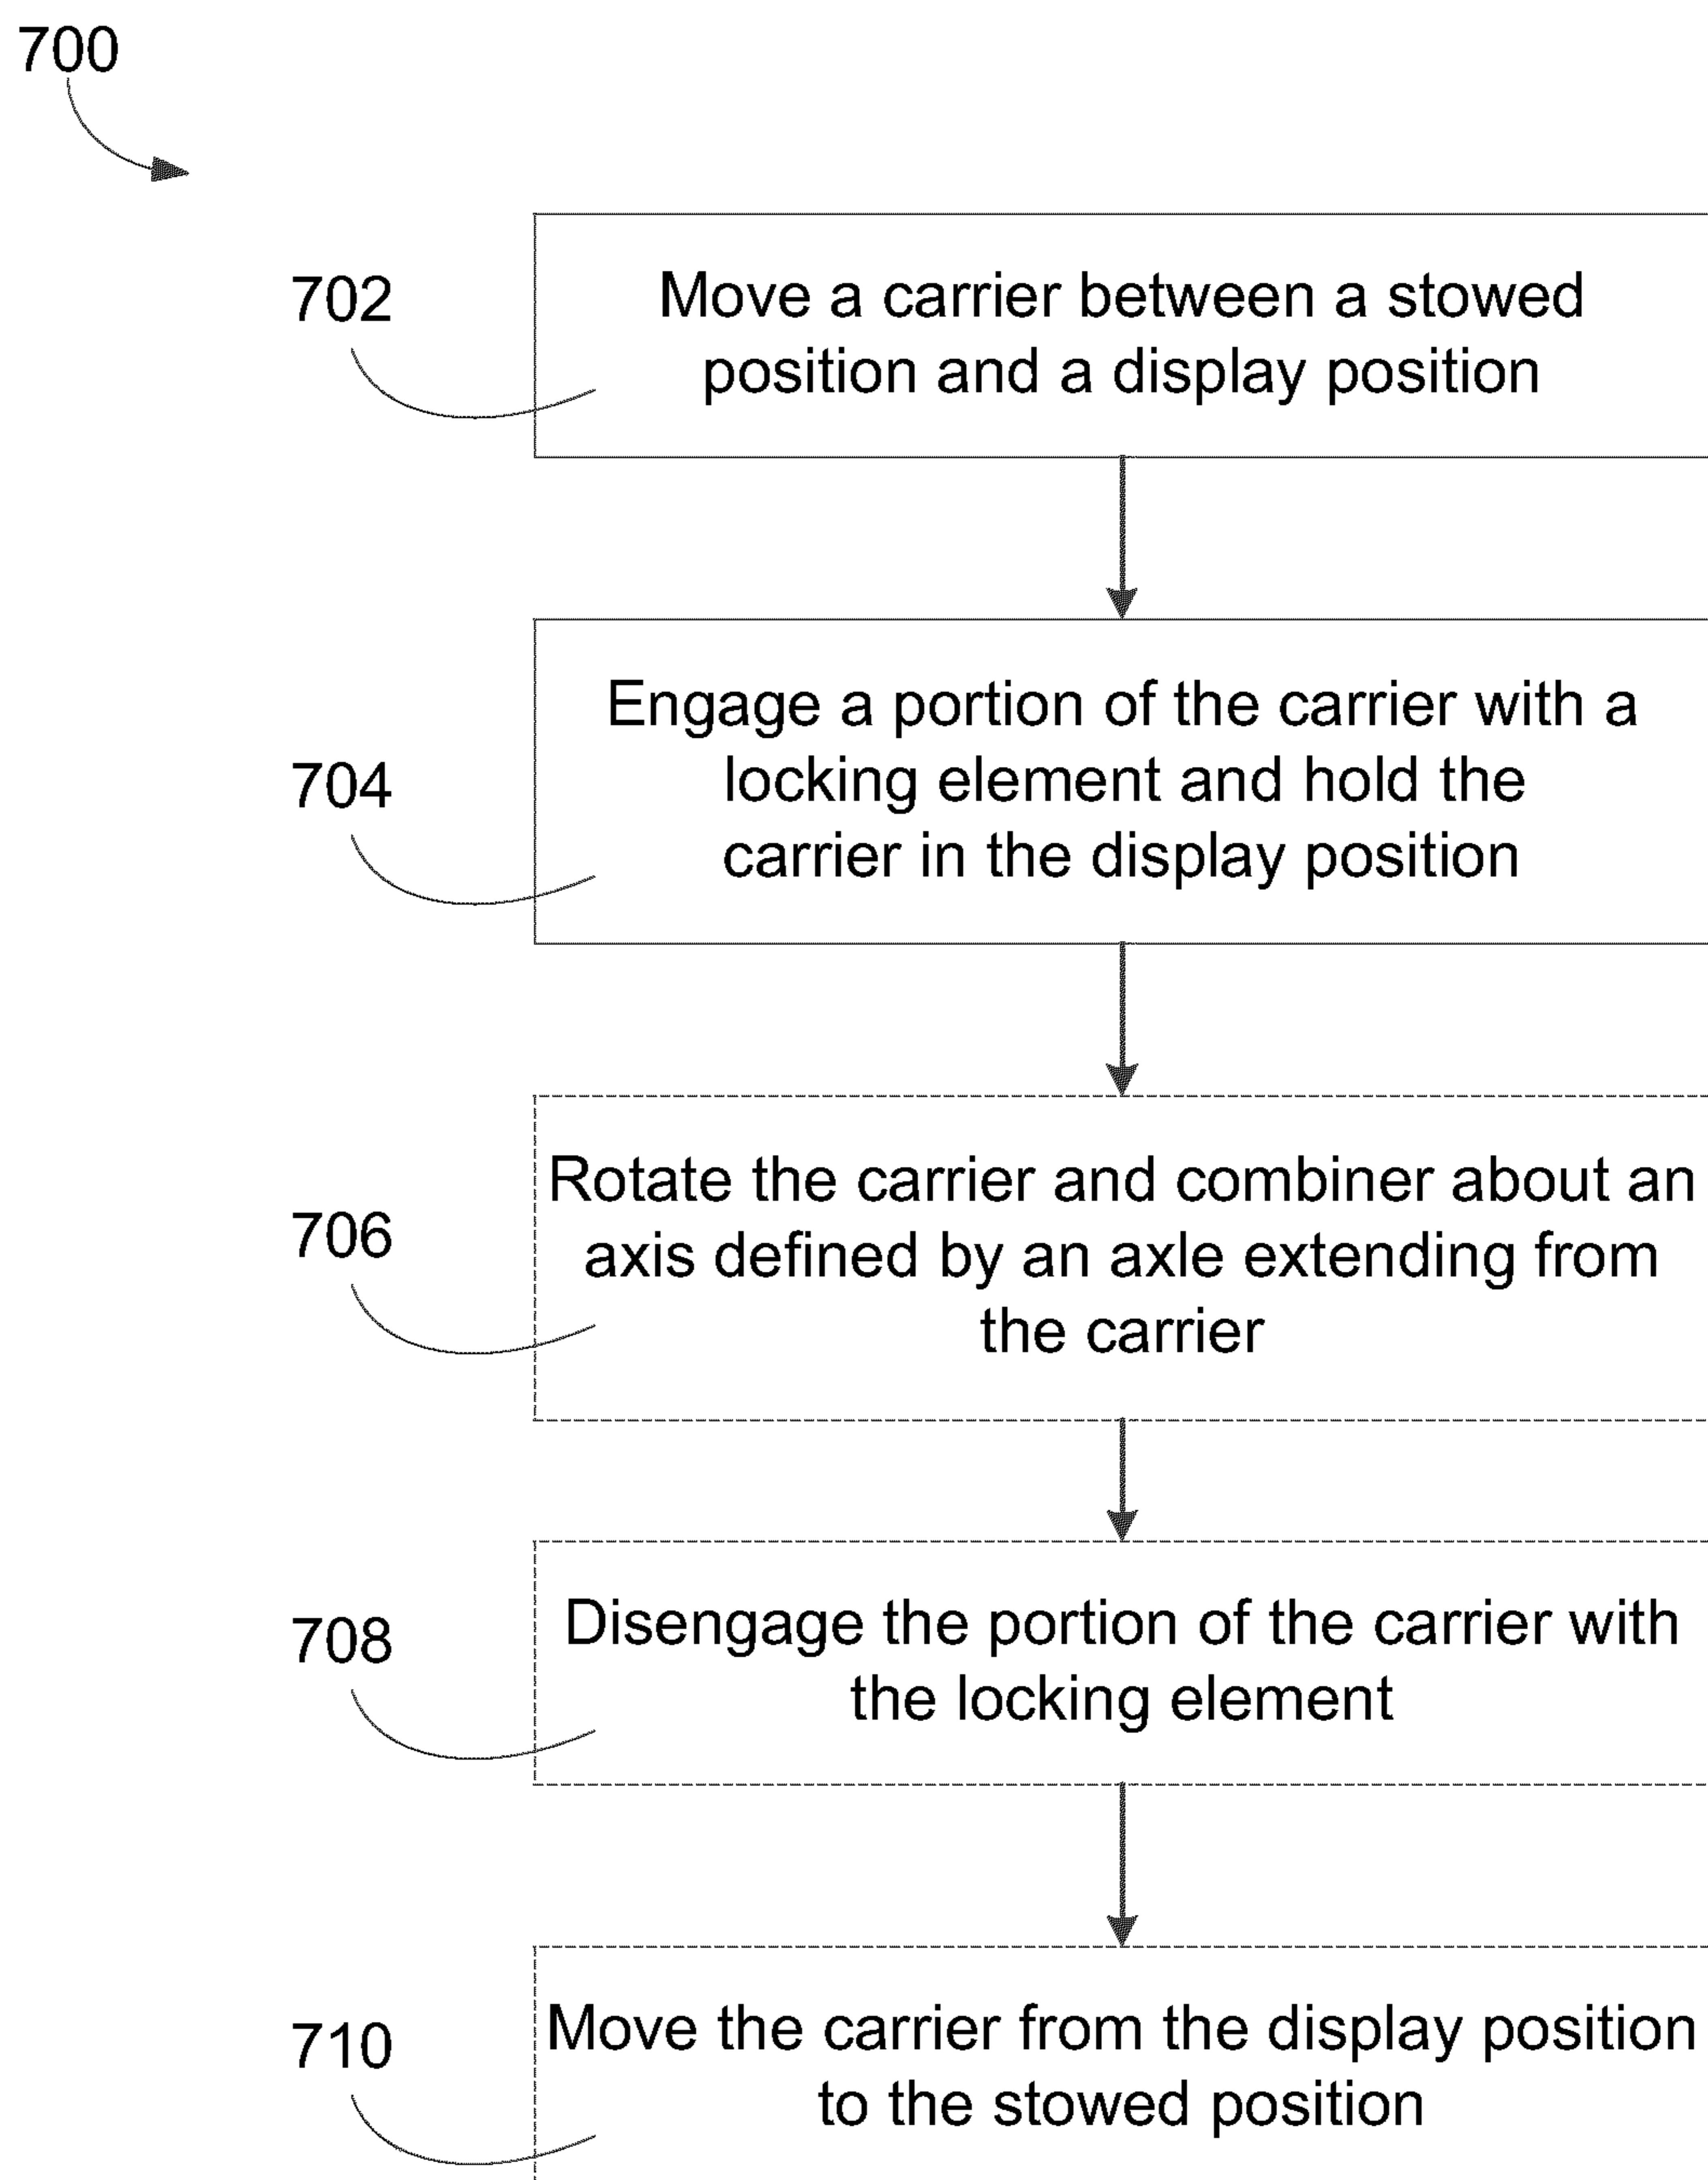 700
702
Move a carrier between a stowed
position and a display position
704
Engage a portion of the carrier with a
locking element and hold the
carrier in the display position
706
Rotate the carrier and combiner about an
axis defined by an axle extending from
the carrier
708
Disengage the portion of the carrier with
the locking element
710
Move the carrier from the display position
to the stowed position